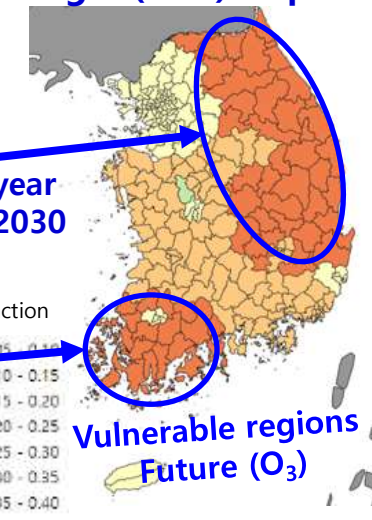 year
2030
ction
0 - 0.15
5 - 0.20
0 - 0.25
5 - 0.30
0 - 0.35
35 - 0.40
Vulnerable regions
Future (O₃)